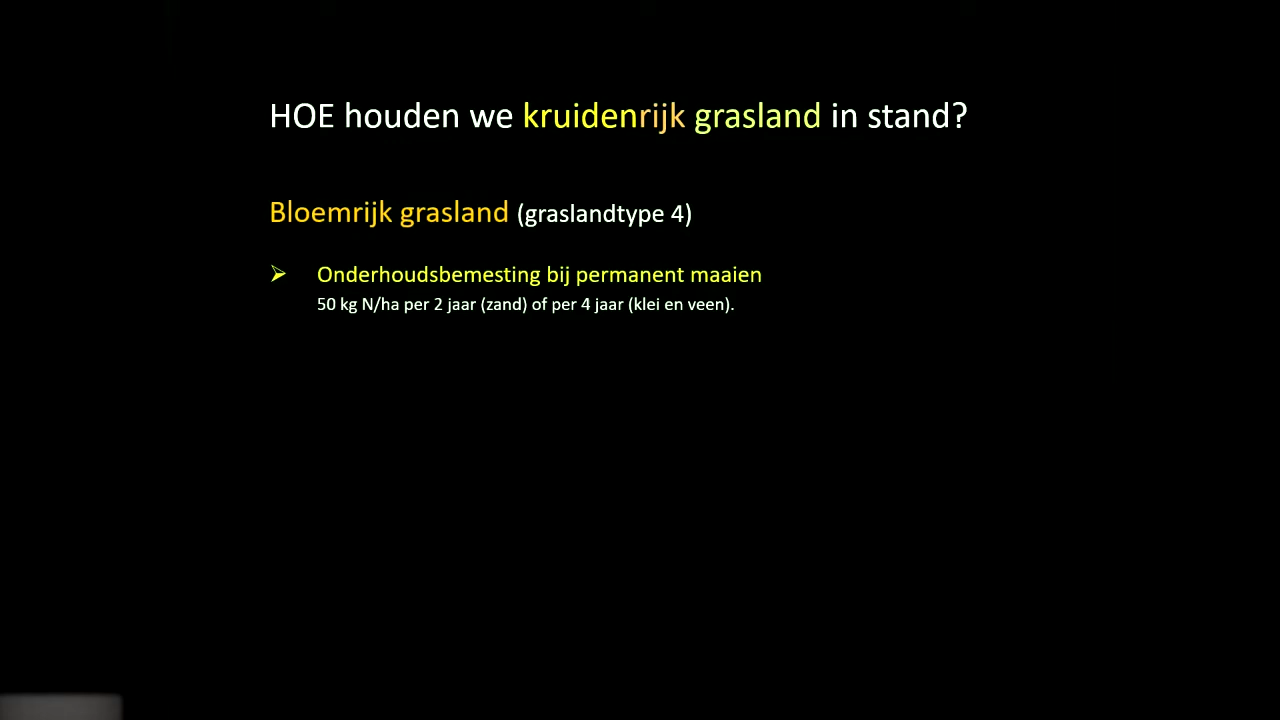 HOE houden we kruidenrijk grasland in stand?
Bloemrijk grasland (graslandtype 4)
➢ Onderhoudsbemesting bij permanent maaien
50 kg N/ha per 2 jaar (zand) of per 4 jaar (klei en veen).